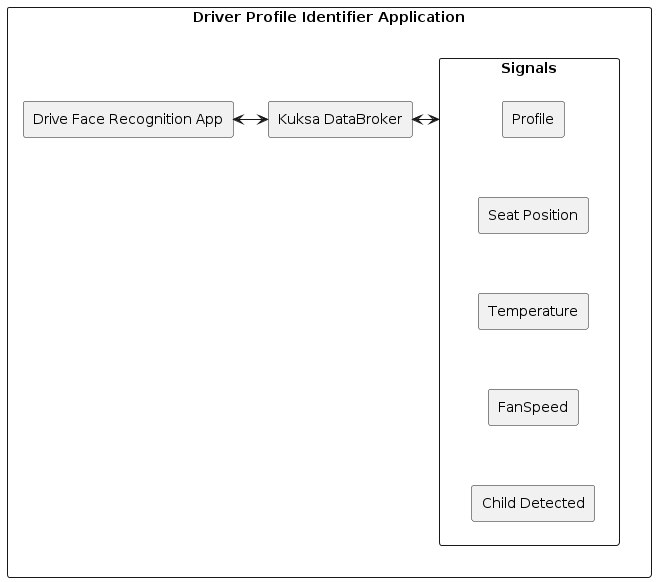 Driver Profile Identifier Application
Signals
Drive Face Recognition App
Kuksa DataBroker
Profile
Seat Position
Temperature
FanSpeed
Child Detected